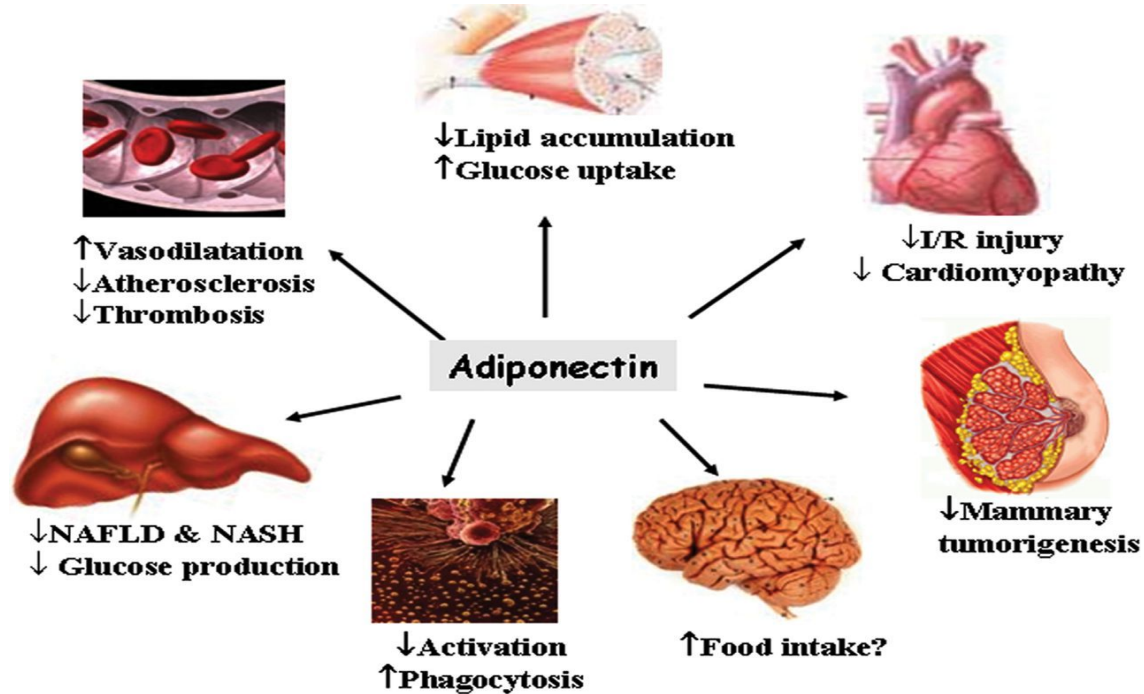 ↓Lipid accumulation
↑Glucose uptake
↑Vasodilatation
↓Atherosclerosis
↓Thrombosis
↓I/R injury
↓ Cardiomyopathy
Adiponectin
↓NAFLD & NASH
↓ Glucose production
↓Activation
↑Phagocytosis
↑Food intake?
↓Mammary
tumorigenesis